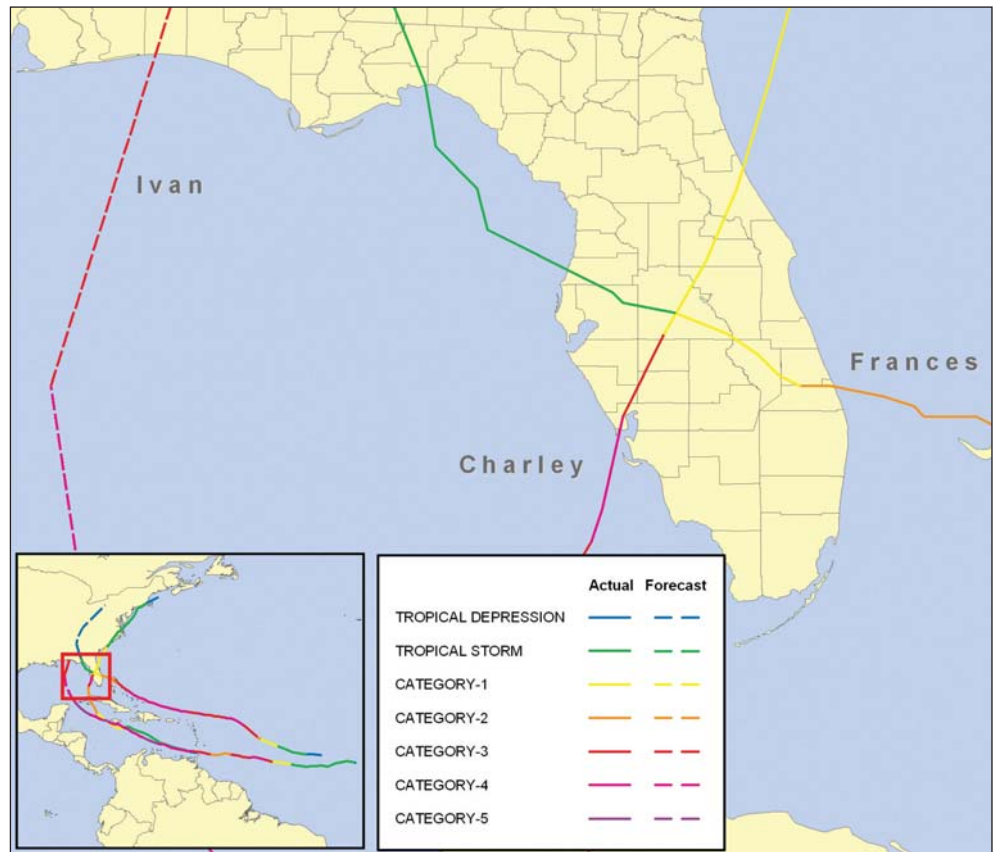 Ivan
Frances
Charley
Actual Forecast
TROPICAL DEPRESSION
TROPICAL STORM
CATEGORY-1
CATEGORY-2
CATEGORY-3
CATEGORY-4
CATEGORY-5